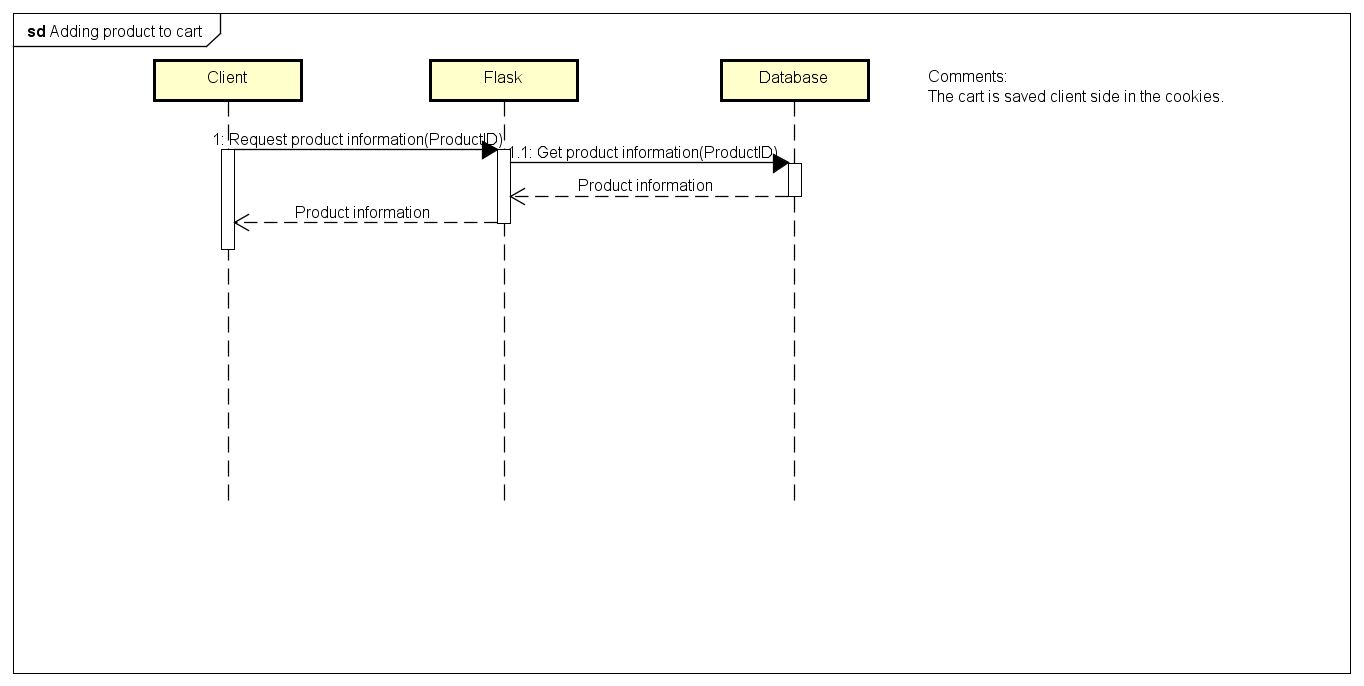 sd Adding product to cart
Client
Flask
Database
Comments:
The cart is saved client side in the cookies.
1: Request product information(ProductID)
1.1: Get product information(ProductID)
Product information
Product information